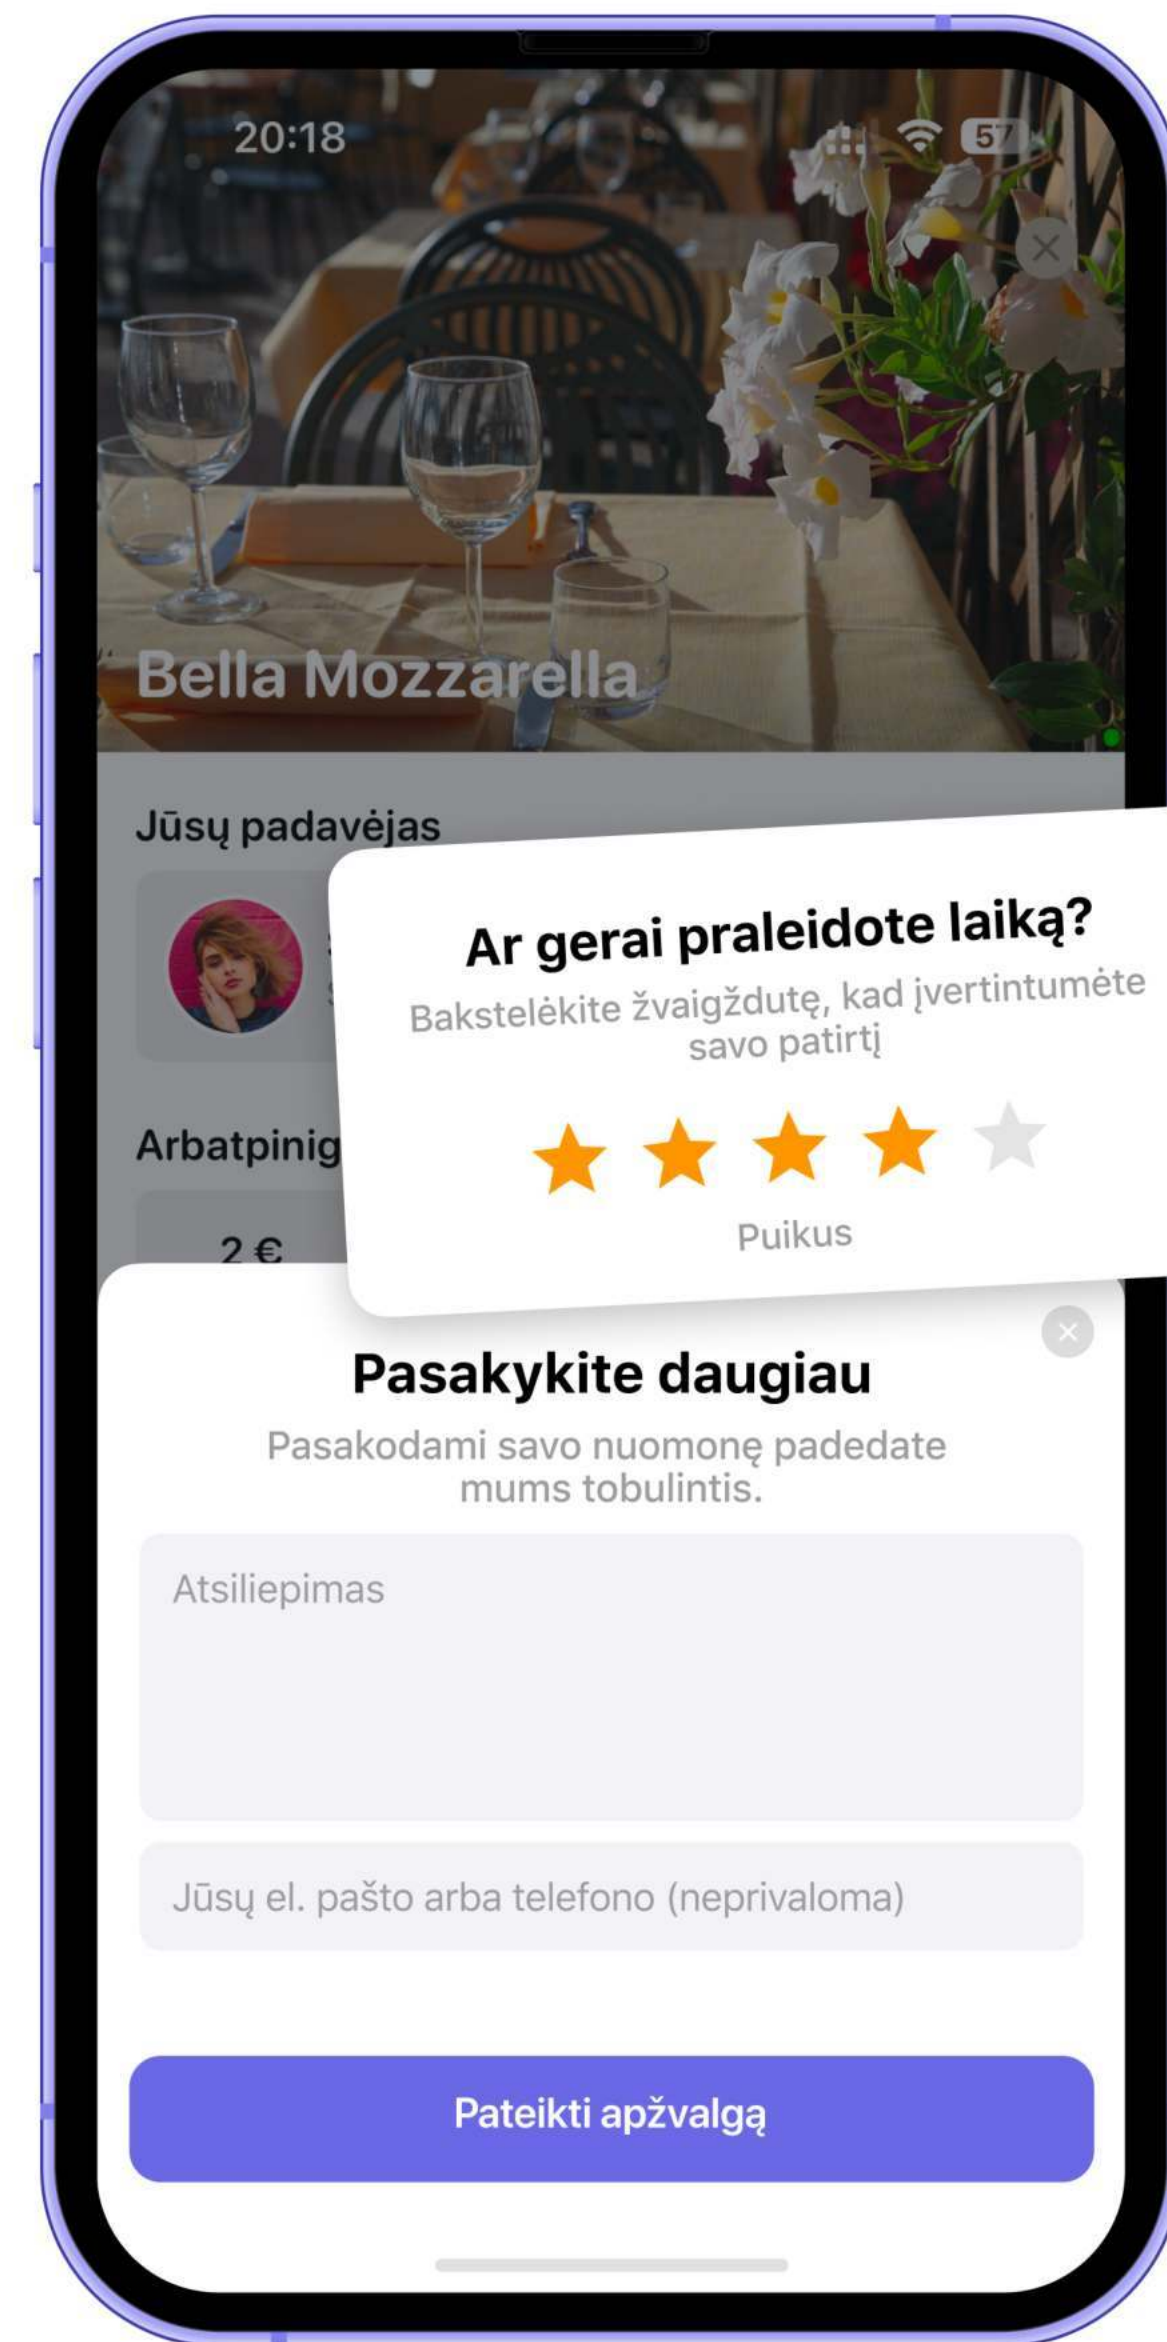 20:18
57
Bella Mozzarella
Jūsų padavėjas
Ar gerai praleidote laiką?
Bakstelėkite žvaigždutę, kad įvertintumėte
savo patirtį
Arbatpinig
2 €
Puikus
Pasakykite daugiau
Pasakodami savo nuomonę padedate
mums tobulintis.
Atsiliepimas
Jūsų el. pašto arba telefono (neprivaloma)
Pateikti apžvalgą